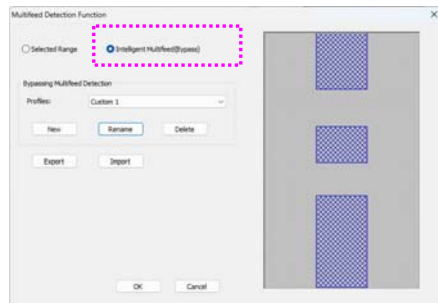 Multifeed Detection Function
Selected Range
Intelligent Multifeed(Bypass)
Bypassing Multifeed Detection
Profiles:
Custom 1
New
Rename
Delete
Export
Import
OK
Cancel